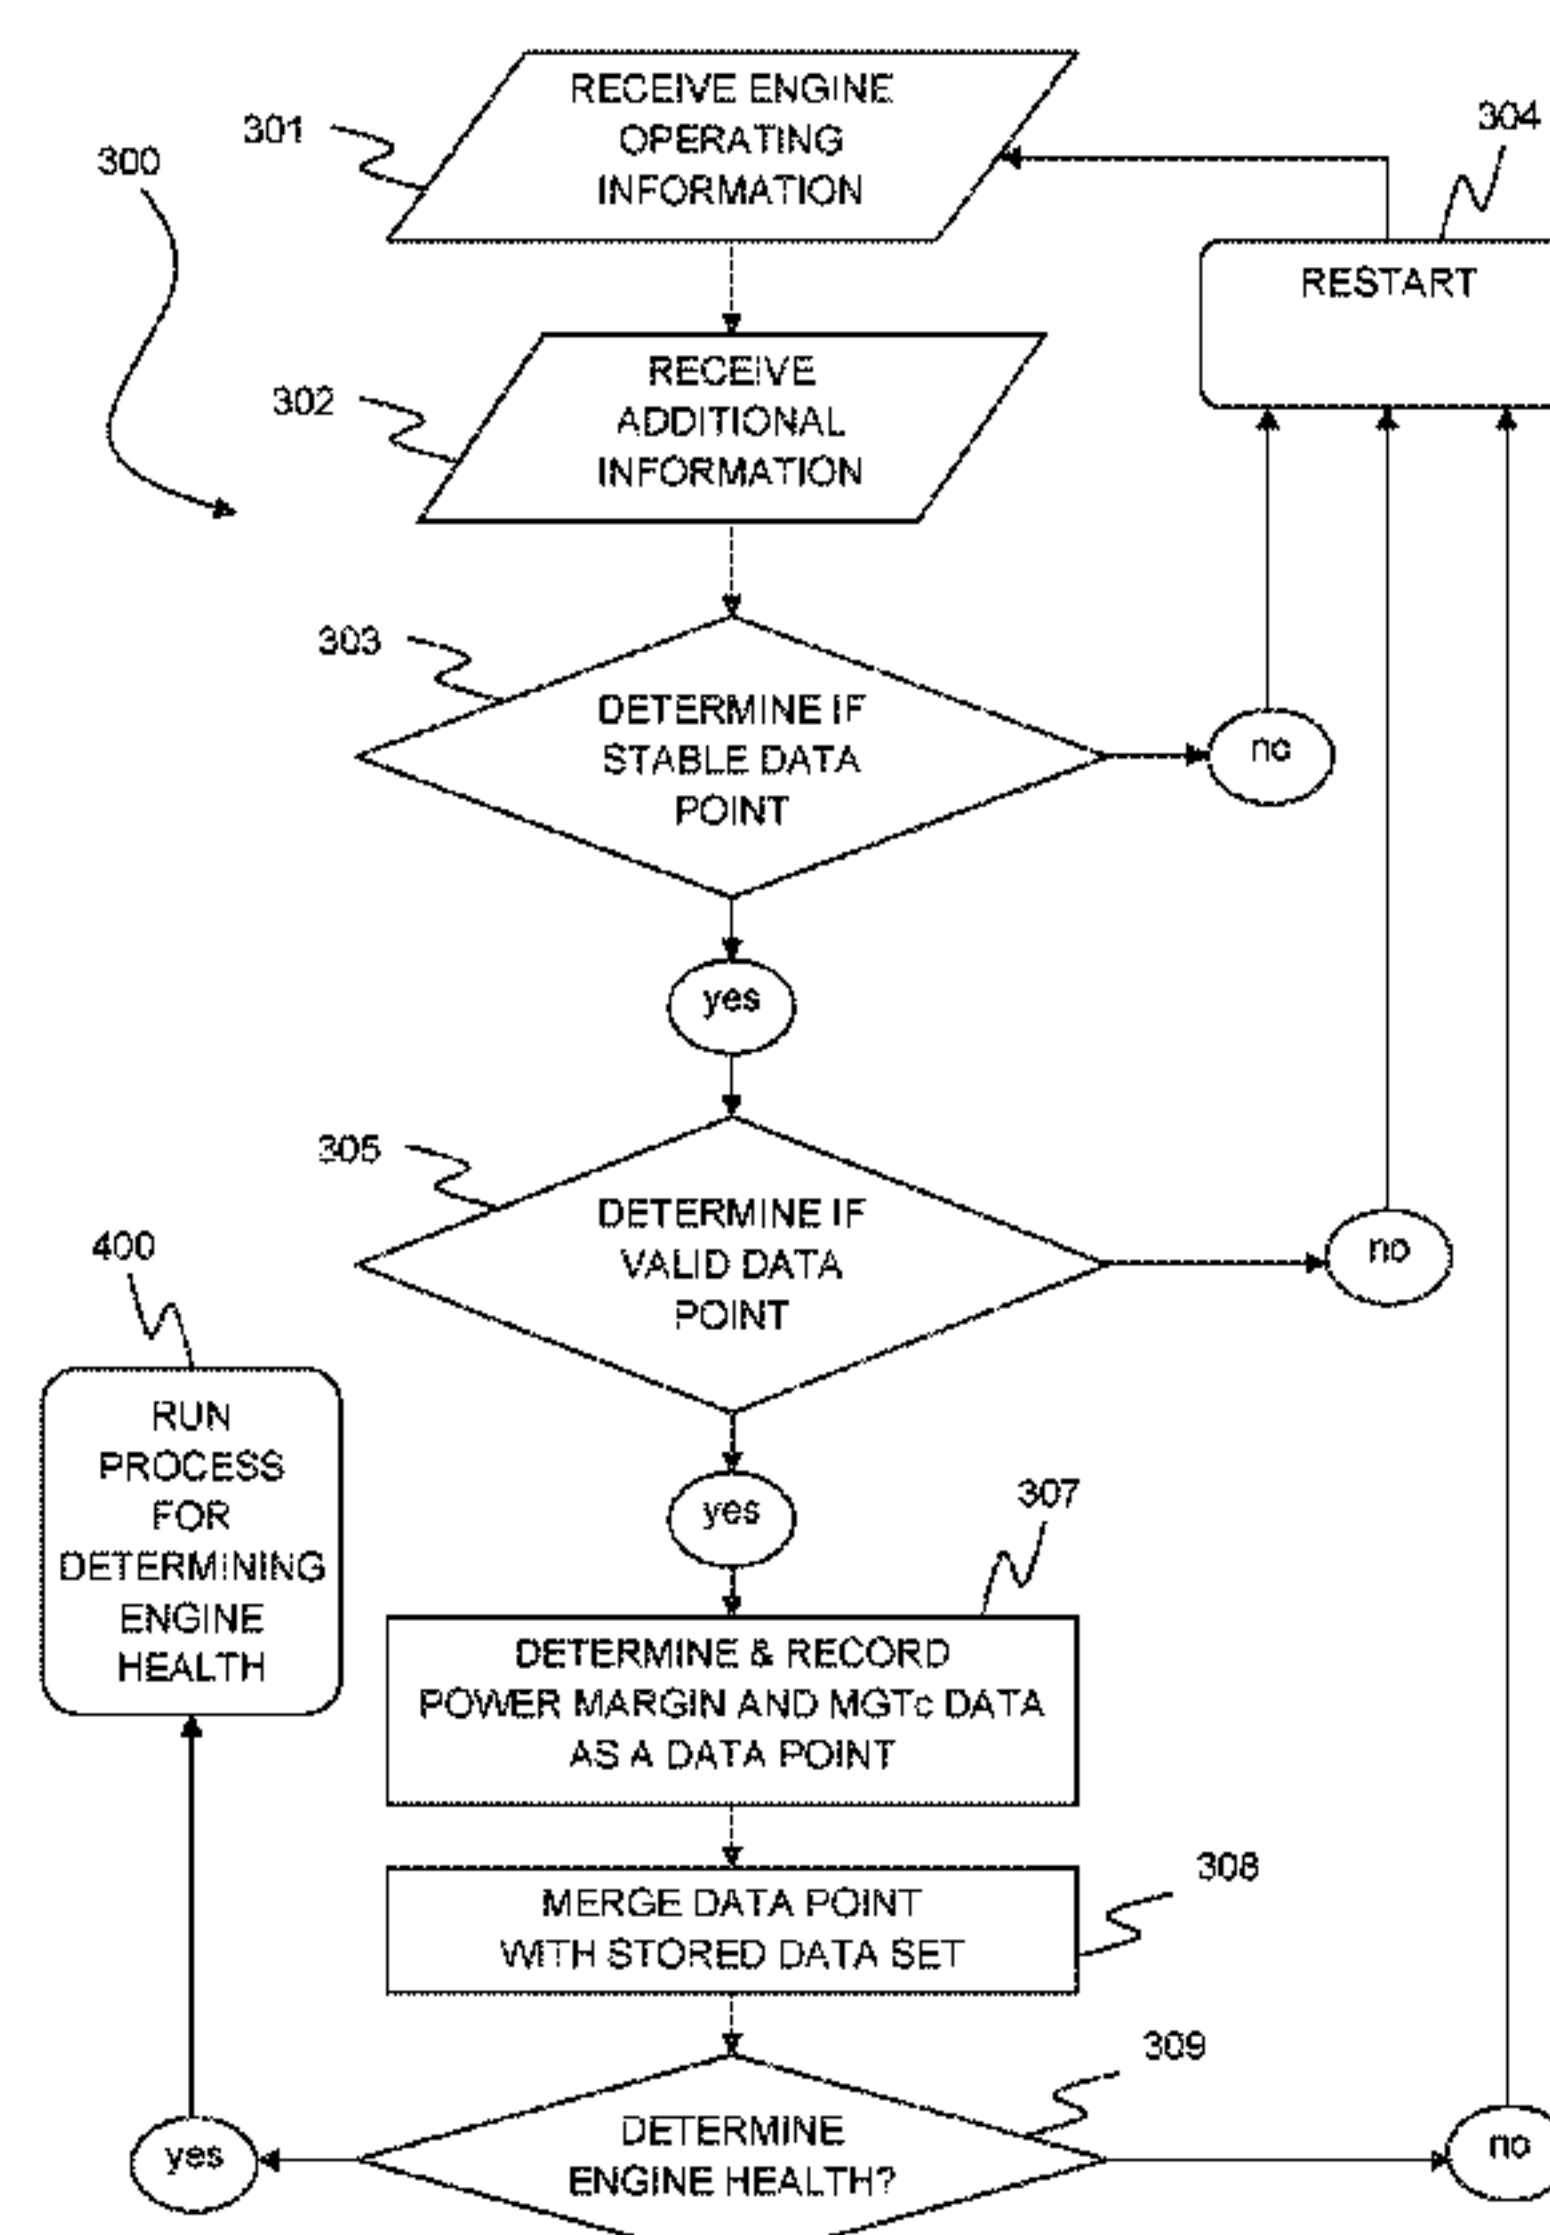 RECEIVE ENGINE
OPERATING
INFORMATION
301
300
304
RESTART
302
RECEIVE
ADDITIONAL
INFORMATION
303
DETERMINE IF
STABLE DATA
POINT
no
yes
305
DETERMINE IF
VALID DATA
POINT
no
400
RUN
PROCESS
FOR
DETERMINING
ENGINE
HEALTH
yes
307
DETERMINE & RECORD
POWER MARGIN AND MGTc DATA
AS A DATA POINT
308
MERGE DATA POINT
WITH STORED DATA SET
309
DETERMINE
ENGINE HEALTH?
yes
no